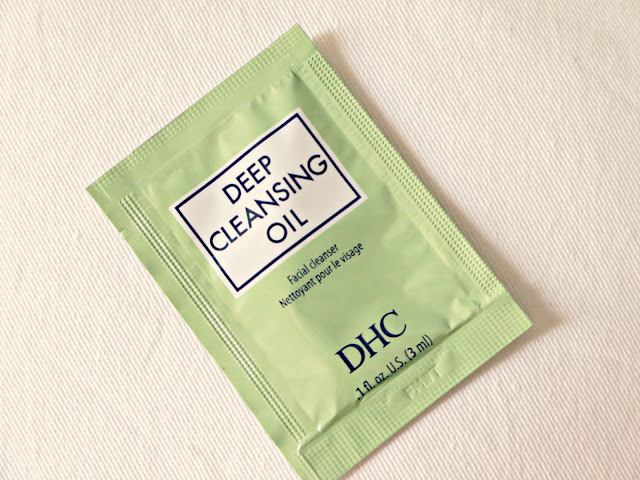 DEEP
CLEANSING
OIL
Facial cleanser
Nettoyant pour le visage
DHC
.1 fl. oz. U.S. (3 ml)